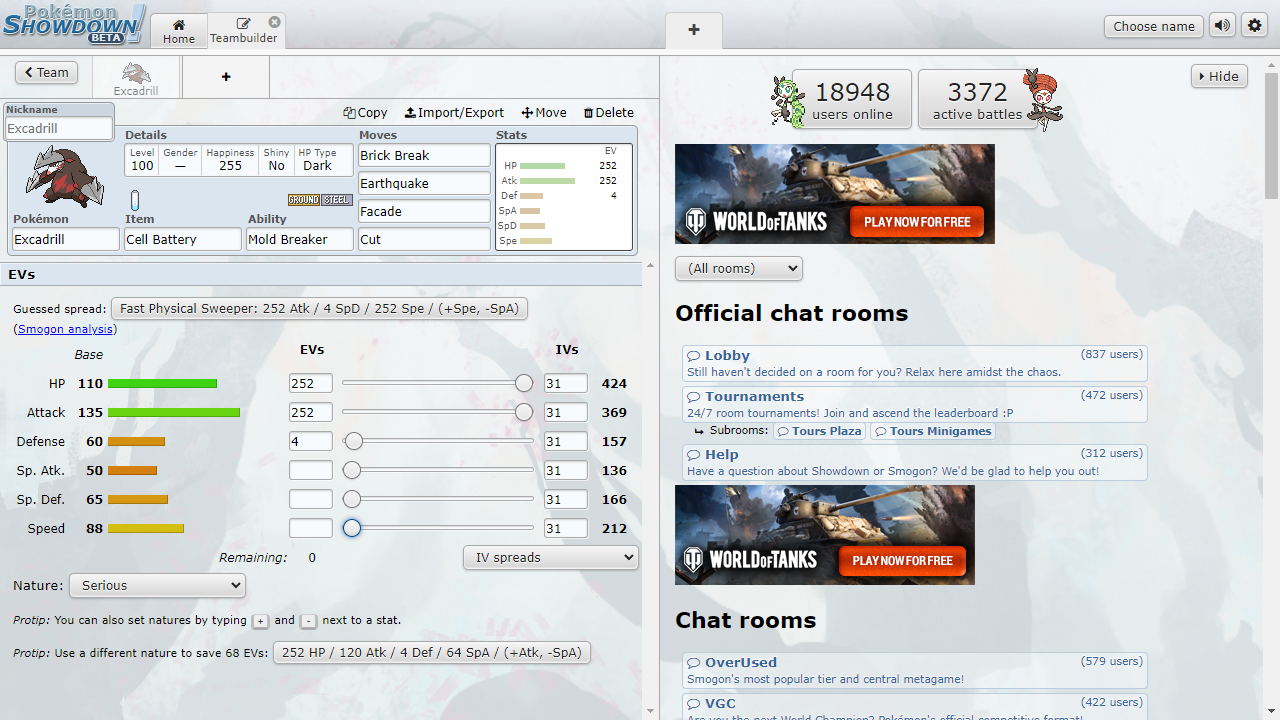 Pokémon
SHOWDOWN!
BETA
Home
Teambuilder
+
Choose name
Team
Excadrill
+
Nickname
Excadrill
Copy
Import/Export
Move
Delete
Details
Level
100
Gender
—
Happiness
255
Shiny
No
HP Type
Dark
GROUND STEEL
Pokémon
Excadrill
Item
Cell Battery
Ability
Mold Breaker
Moves
Brick Break
Earthquake
Facade
Cut
Stats
EV
HP 252
Atk 252
Def 4
SpA
SpD
Spe
EVs
Guessed spread: Fast Physical Sweeper: 252 Atk / 4 SpD / 252 Spe / (+Spe, -SpA)
(Smogon analysis)
Base EVs IVs
HP 110 252 31 424
Attack 135 252 31 369
Defense 60 4 31 157
Sp. Atk. 50 31 136
Sp. Def. 65 31 166
Speed 88 31 212
Remaining: 0
IV spreads
Nature: Serious
Protip: You can also set natures by typing + and - next to a stat.
Protip: Use a different nature to save 68 EVs: 252 HP / 120 Atk / 4 Def / 64 SpA / (+Atk, -SpA)
18948
users online
3372
active battles
Hide
WORLD OF TANKS
PLAY NOW FOR FREE
(All rooms)
Official chat rooms
Lobby (837 users)
Still haven't decided on a room for you? Relax here amidst the chaos.
Tournaments (472 users)
24/7 room tournaments! Join and ascend the leaderboard :P
Subrooms: Tours Plaza Tours Minigames
Help (312 users)
Have a question about Showdown or Smogon? We'd be glad to help you out!
WORLD OF TANKS
PLAY NOW FOR FREE
Chat rooms
OverUsed (579 users)
Smogon's most popular tier and central metagame!
VGC (422 users)
Are you the next World Champion? Pokémon's official competitive format!